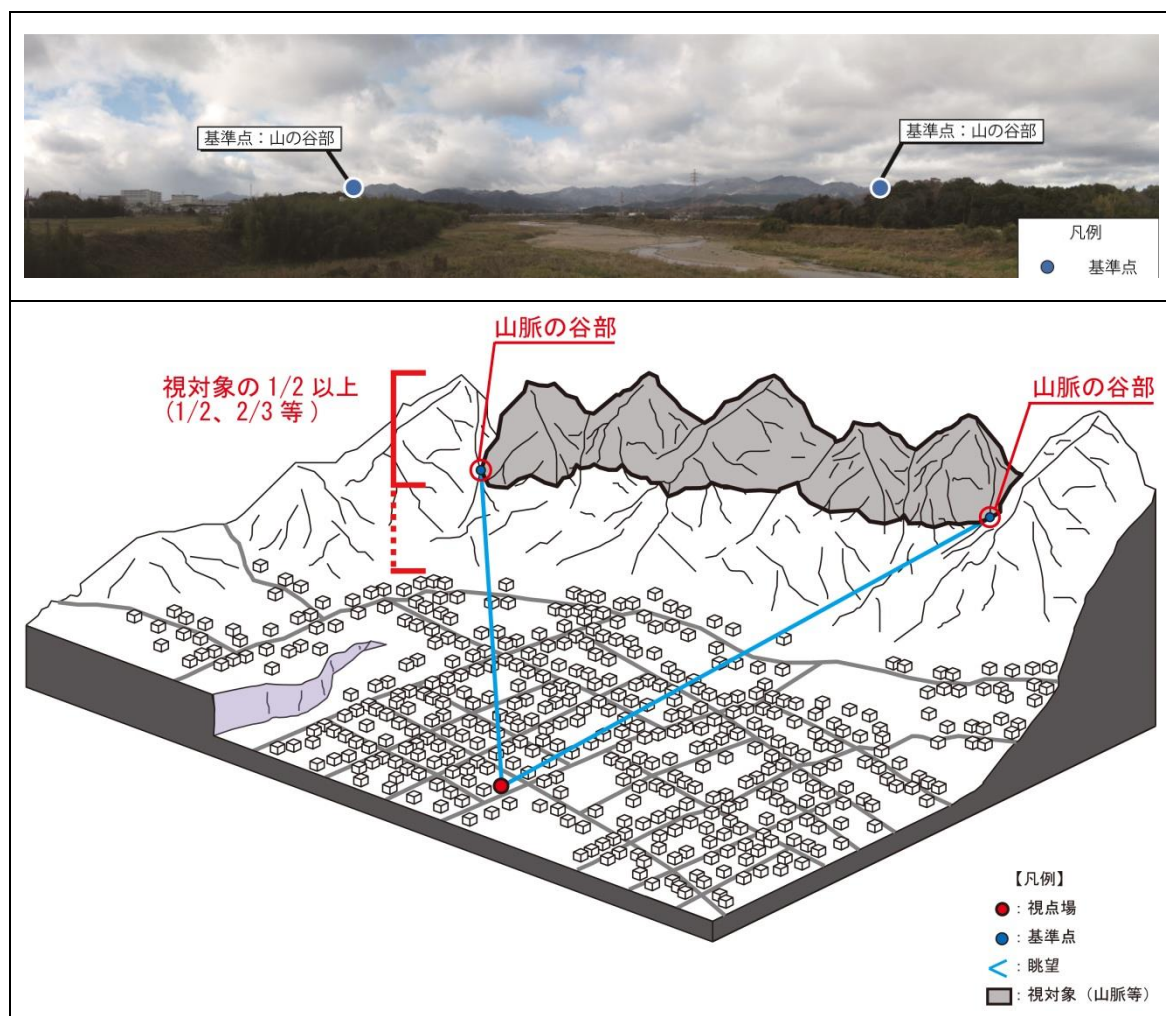 基準点：山の谷部
基準点：山の谷部
凡例
基準点
山脈の谷部
視対象の 1/2 以上
(1/2、2/3 等 )
山脈の谷部
【凡例】
：視点場
：基準点
：眺望
：視対象（山脈等）